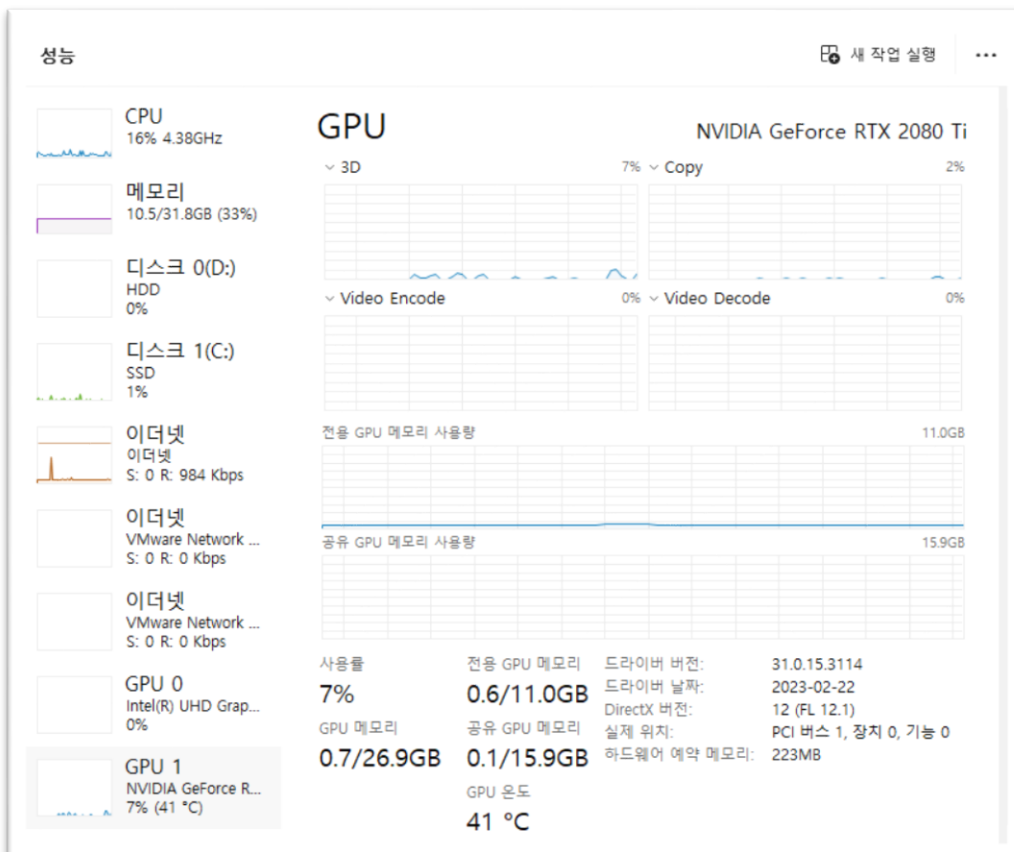 성능
새 작업 실행
CPU
16% 4.38GHz
메모리
10.5/31.8GB (33%)
디스크 0(D:)
HDD
0%
디스크 1(C:)
SSD
1%
이더넷
이더넷
S: 0 R: 984 Kbps
이더넷
VMware Network ...
S: 0 R: 0 Kbps
이더넷
VMware Network ...
S: 0 R: 0 Kbps
GPU 0
Intel(R) UHD Grap...
0%
GPU 1
NVIDIA GeForce R...
7% (41 °C)
GPU
NVIDIA GeForce RTX 2080 Ti
3D 7%
Copy 2%
Video Encode 0%
Video Decode 0%
전용 GPU 메모리 사용량 11.0GB
공유 GPU 메모리 사용량 15.9GB
사용률
7%
전용 GPU 메모리
0.6/11.0GB
GPU 메모리
0.7/26.9GB
공유 GPU 메모리
0.1/15.9GB
GPU 온도
41 °C
드라이버 버전: 31.0.15.3114
드라이버 날짜: 2023-02-22
DirectX 버전: 12 (FL 12.1)
실제 위치: PCI 버스 1, 장치 0, 기능 0
하드웨어 예약 메모리: 223MB